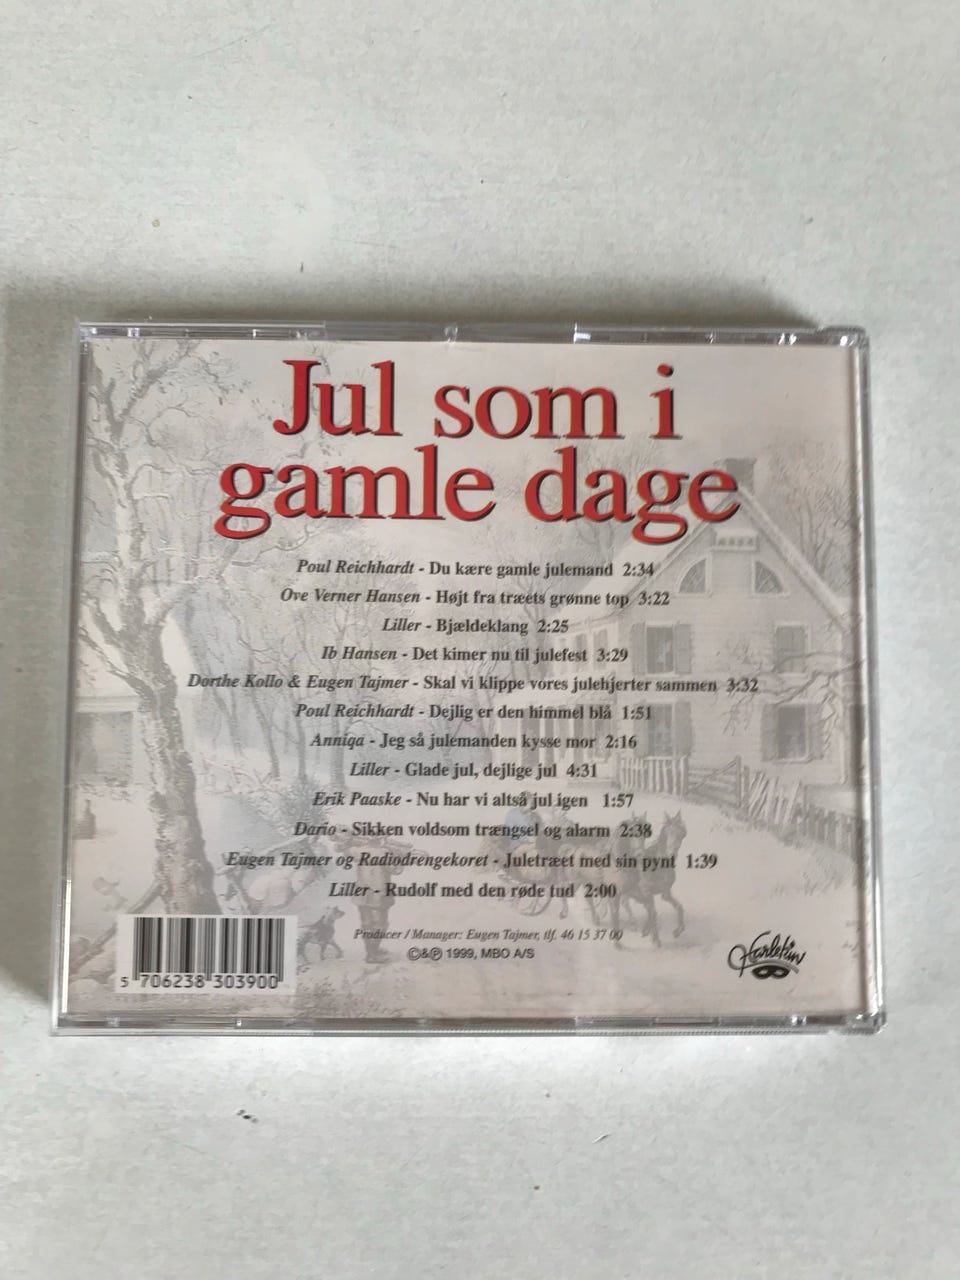 Jul som i
gamle dage
Poul Reichhardt - Du kære gamle julemand 2:34
Ove Verner Hansen - Højt fra træets grønne top 3:22
Liller - Bjældeklang 2:25
Ib Hansen - Det kimer nu til julefest 3:29
Dorthe Kollo & Eugen Tajmer - Skal vi klippe vores julehjerter sammen 3:32
Poul Reichhardt - Dejlig er den himmel blå 1:51
Anniqa - Jeg så julemanden kysse mor 2:16
Liller - Glade jul, dejlige jul 4:31
Erik Paaske - Nu har vi altså jul igen 1:57
Dario - Sikken voldsom trængsel og alarm 2:38
Eugen Tajmer og Radiodrengekoret - Juletræet med sin pynt 1:39
Liller - Rudolf med den røde tud 2:00
Producer / Manager: Eugen Tajmer, tlf. 46 15 37 00
©&℗ 1999, MBO A/S
Harlekin
5 706238 303900